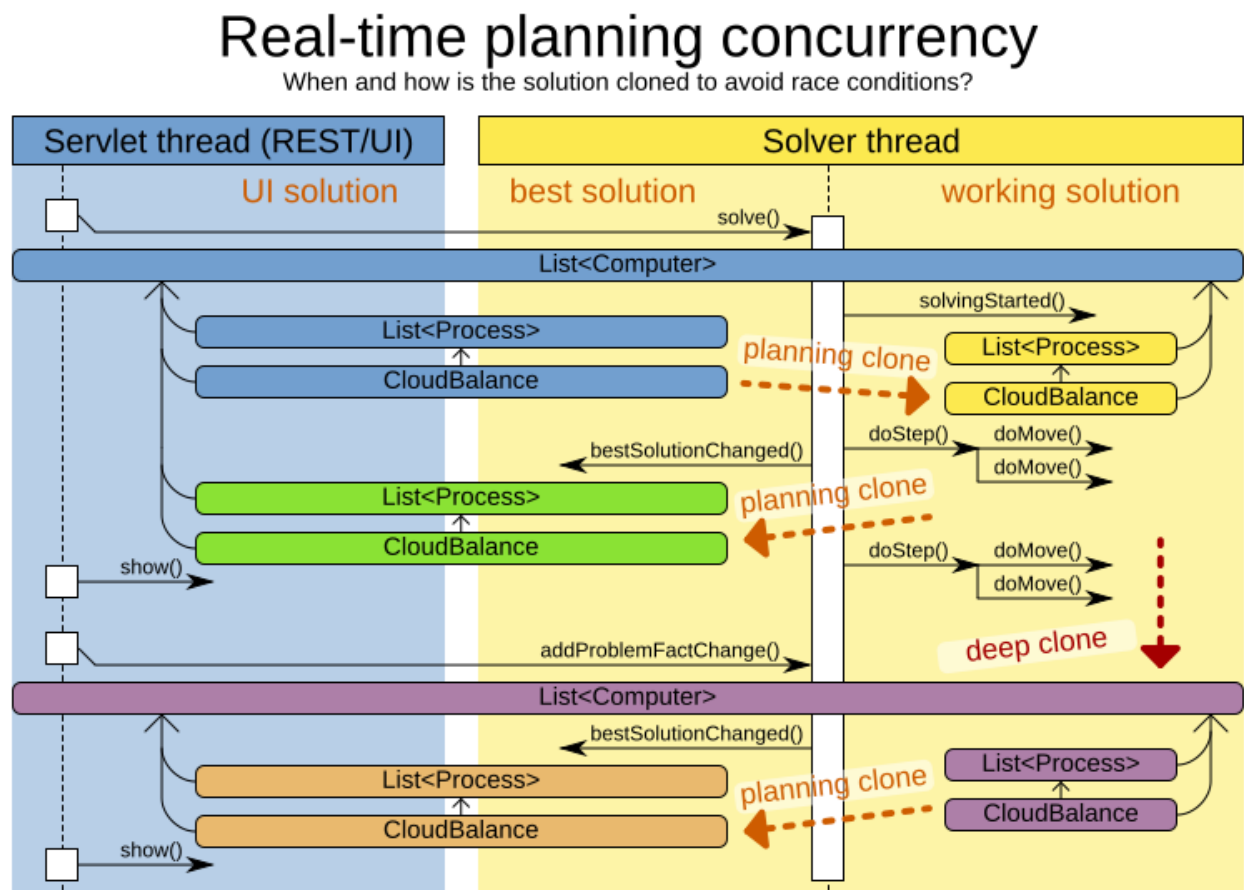 Real-time planning concurrency
When and how is the solution cloned to avoid race conditions?
Servlet thread (REST/UI)
Solver thread
UI solution
best solution
working solution
solve()
List<Computer>
solvingStarted()
List<Process>
planning clone
List<Process>
CloudBalance
CloudBalance
doStep()
doMove()
bestSolutionChanged()
doMove()
List<Process>
planning clone
CloudBalance
doStep()
doMove()
show()
doMove()
addProblemFactChange()
deep clone
List<Computer>
bestSolutionChanged()
List<Process>
List<Process>
planning clone
CloudBalance
CloudBalance
show()